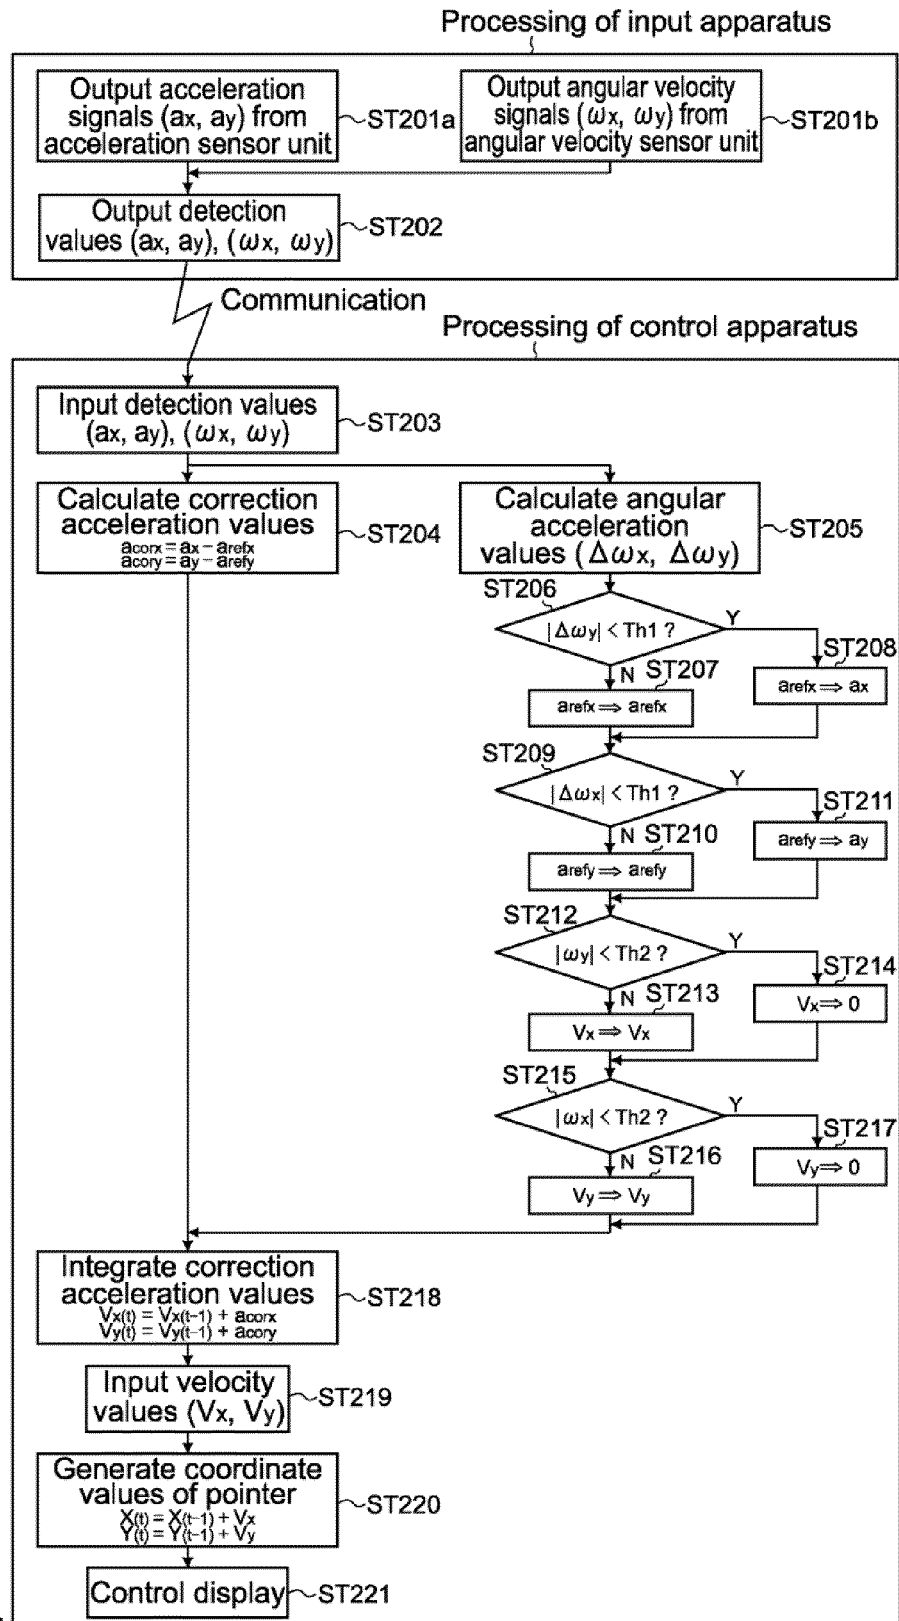 Processing of input apparatus
Output acceleration
signals (ax, ay) from
acceleration sensor unit
ST201a
Output angular velocity
signals (ωx, ωy) from
angular velocity sensor unit
ST201b
Output detection
values (ax, ay), (ωx, ωy)
ST202
Communication
Processing of control apparatus
Input detection values
(ax, ay), (ωx, ωy)
ST203
Calculate correction
acceleration values
acorx = ax − arefx
acory = ay − arefy
ST204
Calculate angular
acceleration
values (Δωx, Δωy)
ST205
ST206
|Δωy| < Th1 ?
Y
N
ST207
arefx ⇒ arefx
ST208
arefx ⇒ ax
ST209
|Δωx| < Th1 ?
Y
N
ST210
arefy ⇒ arefy
ST211
arefy ⇒ ay
ST212
|ωy| < Th2 ?
Y
N
ST213
Vx ⇒ Vx
ST214
Vx ⇒ 0
ST215
|ωx| < Th2 ?
Y
N
ST216
Vy ⇒ Vy
ST217
Vy ⇒ 0
Integrate correction
acceleration values
Vx(t) = Vx(t−1) + acorx
Vy(t) = Vy(t−1) + acory
ST218
Input velocity
values (Vx, Vy)
ST219
Generate coordinate
values of pointer
X(t) = X(t−1) + Vx
Y(t) = Y(t−1) + Vy
ST220
Control display
ST221